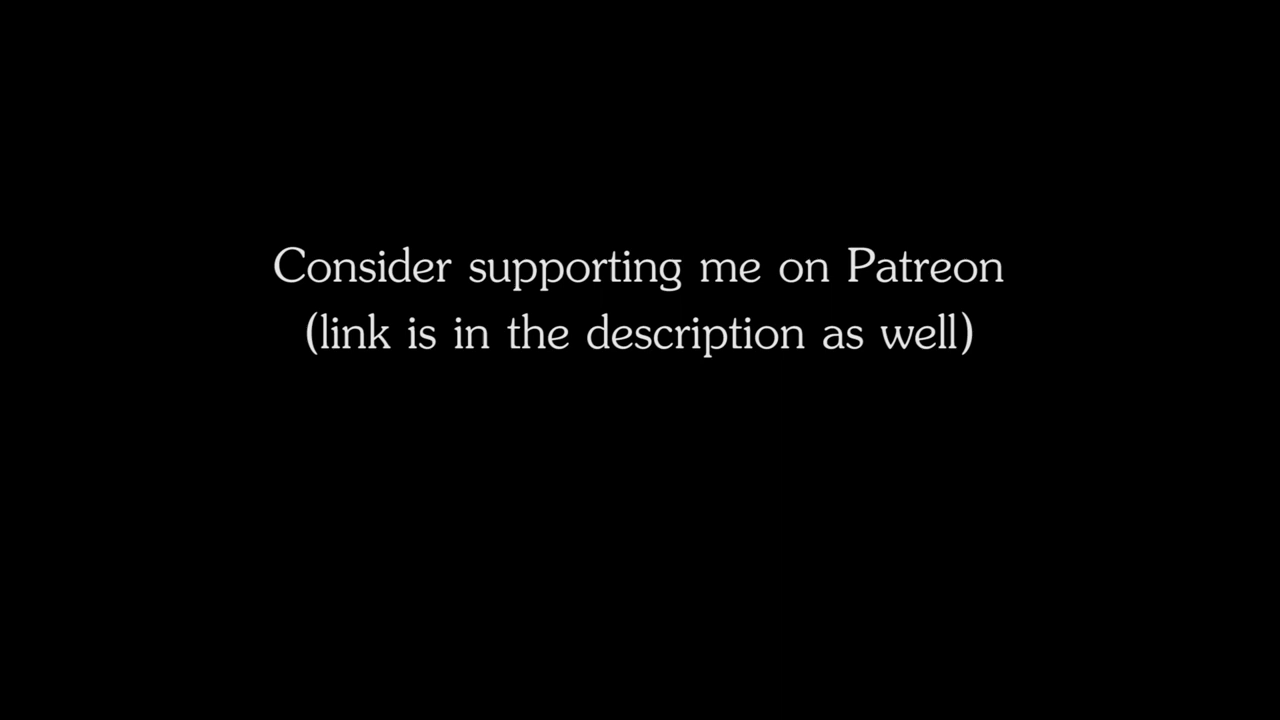 Consider supporting me on Patreon
(link is in the description as well)